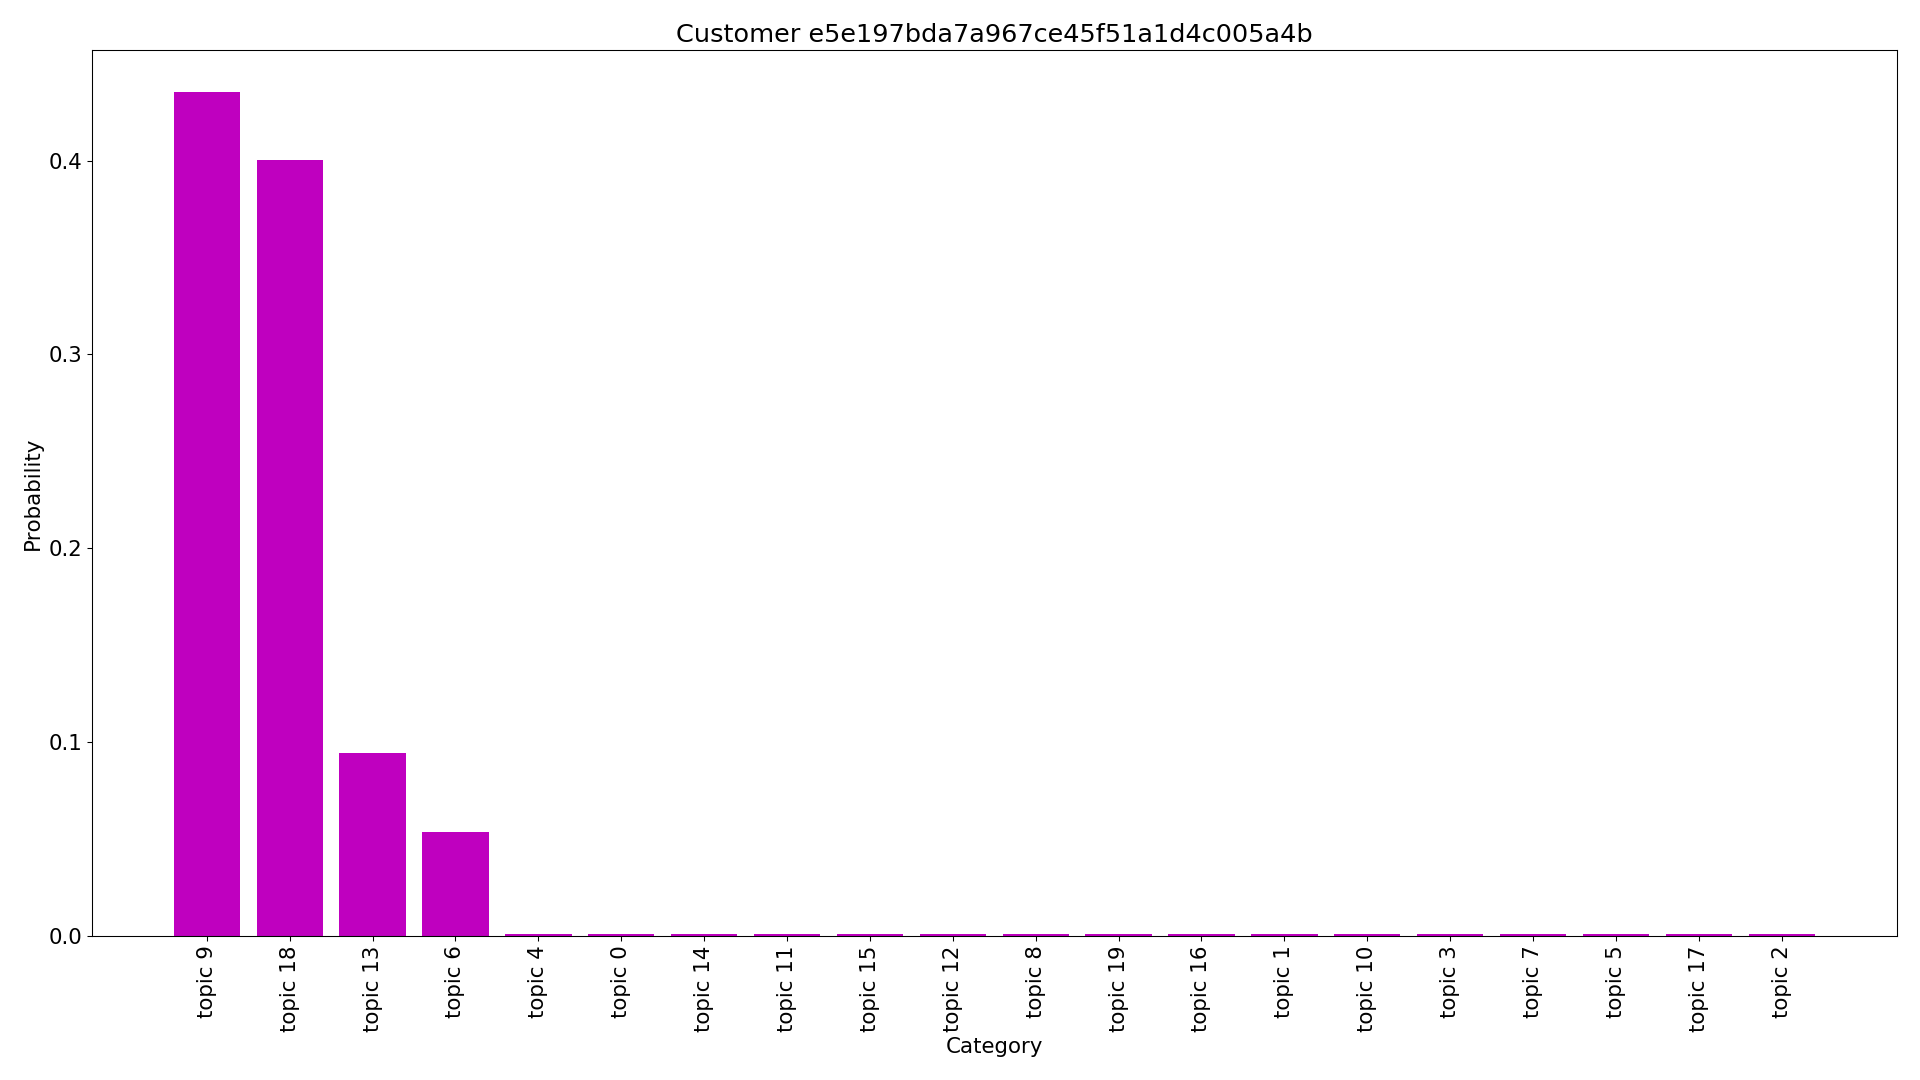 Customer e5e197bda7a967ce45f51a1d4c005a4b
Probability
0.4
0.3
0.2
0.1
0.0
topic 9
topic 18
topic 13
topic 6
topic 4
topic 0
topic 14
topic 11
topic 15
topic 12
topic 8
topic 19
topic 16
topic 1
topic 10
topic 3
topic 7
topic 5
topic 17
topic 2
Category